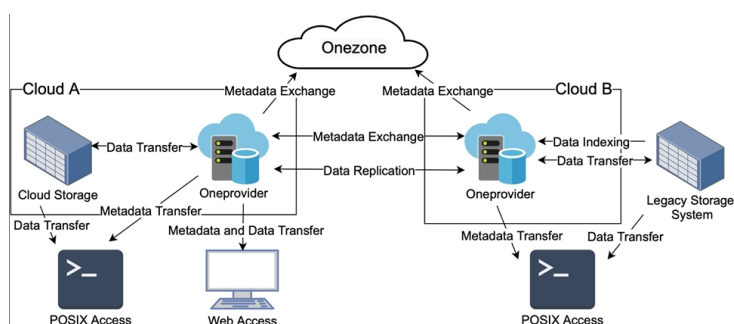 Onezone
Cloud A
Metadata Exchange
Metadata Exchange
Cloud B
Data Transfer
Metadata Exchange
Data Indexing
Data Transfer
Data Replication
Cloud Storage
Oneprovider
Oneprovider
Legacy Storage
System
Data Transfer
Metadata Transfer
Metadata and Data Transfer
Metadata Transfer
Data Transfer
>_
>_
POSIX Access
Web Access
POSIX Access